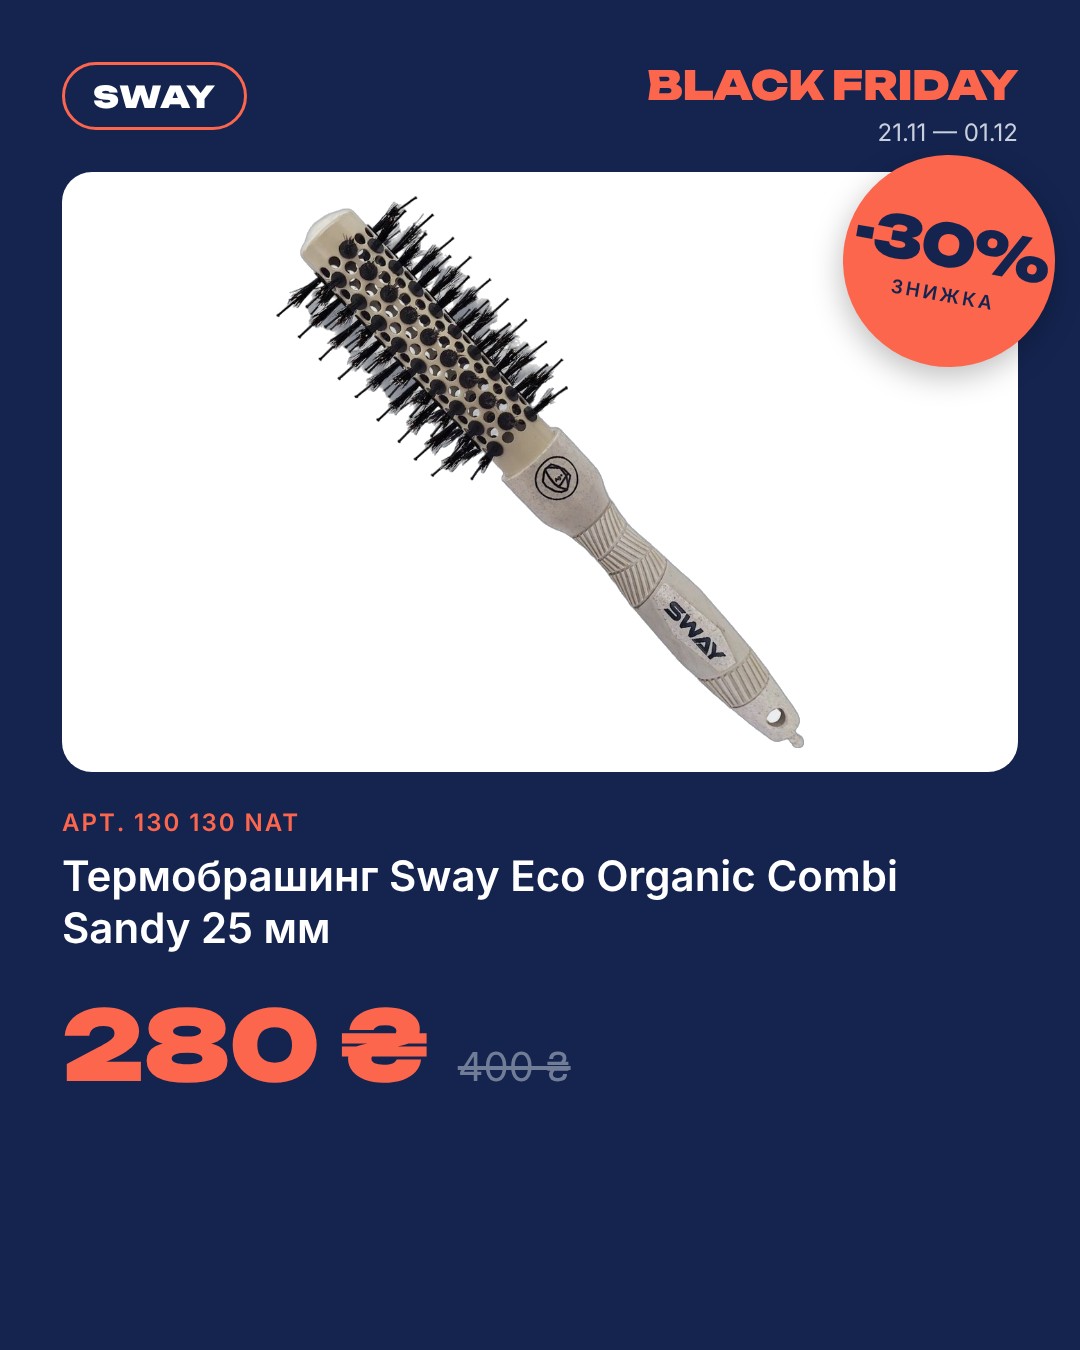 SWAY
BLACK FRIDAY
21.11 — 01.12
-30%
ЗНИЖКА
SWAY
АРТ. 130 130 NAT
Термобрашинг Sway Eco Organic Combi
Sandy 25 мм
280 ₴
400 ₴